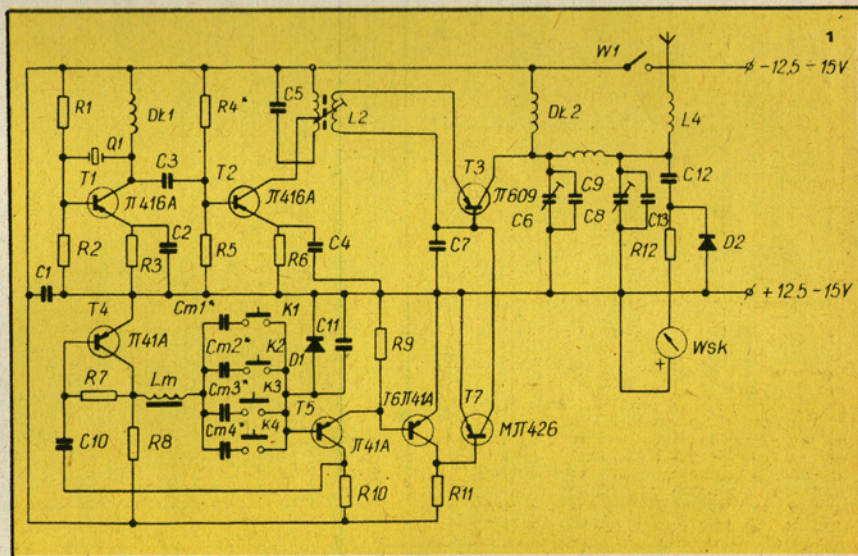 1
W1
−12,5 ÷ 15V
R1
DŁ1
R4*
C5
L2
DŁ2
L4
Q1
C3
T1
T2
T3
П416A
П416A
П609
C9
C12
C6
C8
C13
R2
R3
C2
R5
R6
C4
C7
R12
D2
C1
+12.5 − 15V
T4
П41A
Cm1*
K1
C11
R9
Wsk
+
Cm2*
K2
D1
R7
Lm
Cm3*
K3
T5
T6
П41A
T7
Cm4*
K4
C10
R8
П41A
МП426
R10
R11